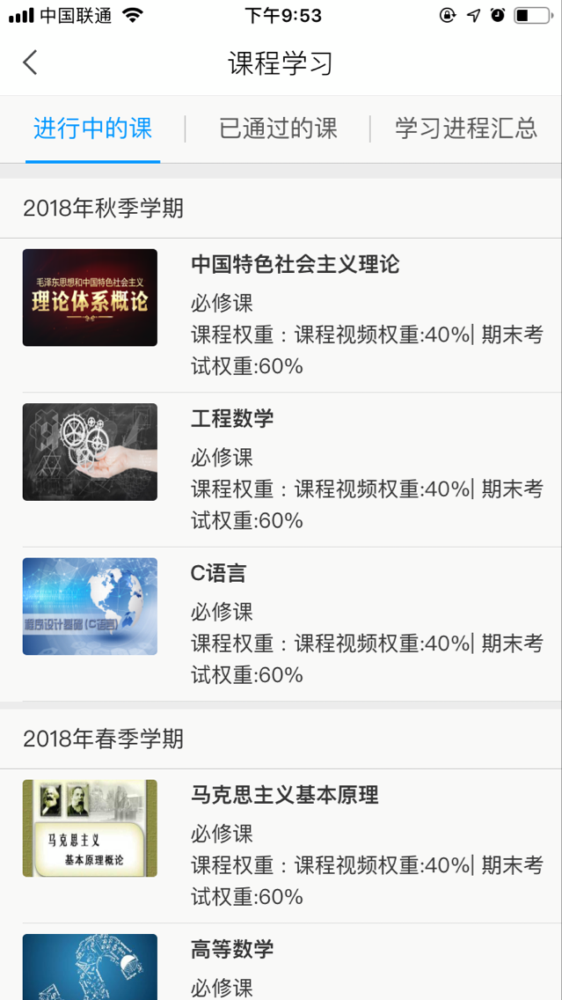 中国联通
下午9:53
课程学习
进行中的课
已通过的课
学习进程汇总
2018年秋季学期
毛泽东思想和中国特色社会主义
理论体系概论
中国特色社会主义理论
必修课
课程权重：课程视频权重:40%| 期末考
试权重:60%
工程数学
必修课
课程权重：课程视频权重:40%| 期末考
试权重:60%
程序设计基础(C语言)
C语言
必修课
课程权重：课程视频权重:40%| 期末考
试权重:60%
2018年春季学期
马克思主义
基本原理概论
马克思主义基本原理
必修课
课程权重：课程视频权重:40%| 期末考
试权重:60%
高等数学
必修课